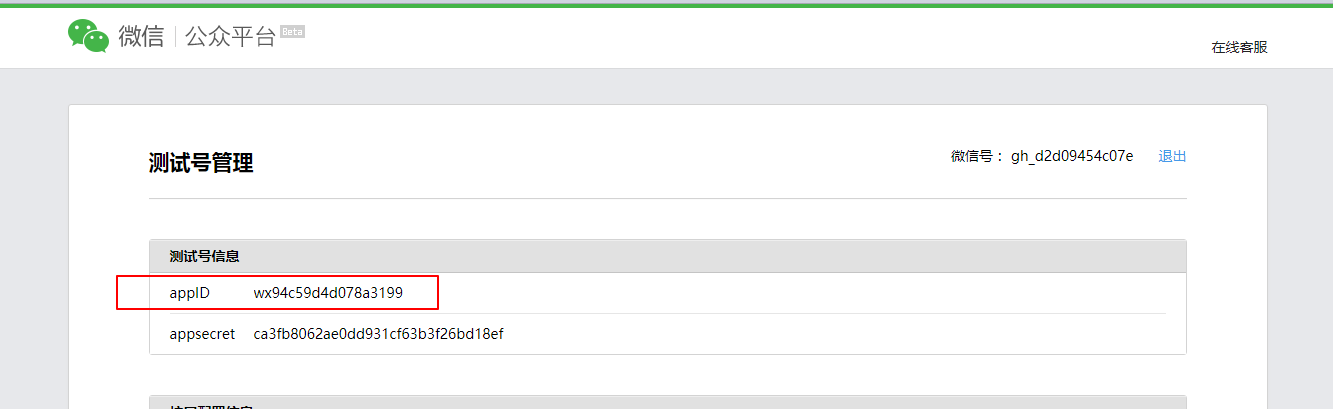 微信 公众平台 Beta
在线客服
测试号管理
微信号： gh_d2d09454c07e 退出
测试号信息
appID wx94c59d4d078a3199
appsecret ca3fb8062ae0dd931cf63b3f26bd18ef